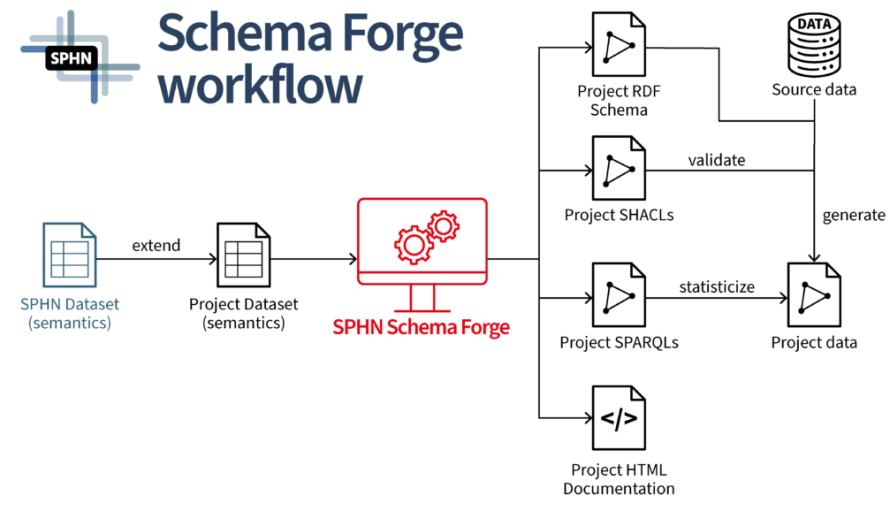 SPHN
Schema Forge
workflow
DATA
Source data
Project RDF
Schema
validate
Project SHACLs
generate
extend
SPHN Dataset
(semantics)
Project Dataset
(semantics)
SPHN Schema Forge
statisticize
Project SPARQLs
Project data
</>
Project HTML
Documentation